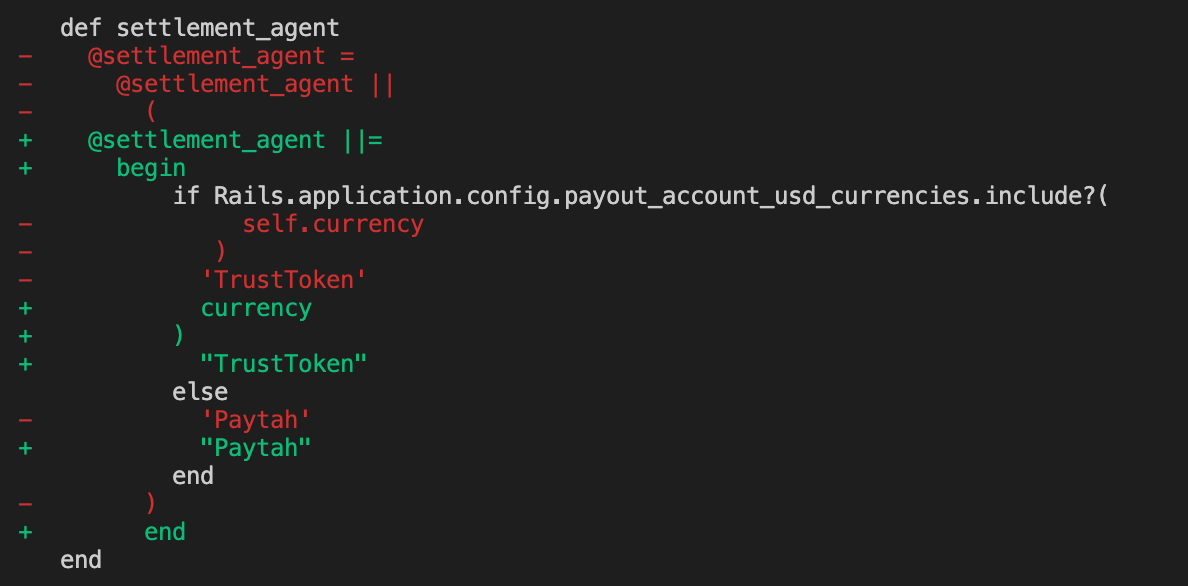 def settlement_agent
-     @settlement_agent =
-       @settlement_agent ||
-         (
+     @settlement_agent ||=
+       begin
            if Rails.application.config.payout_account_usd_currencies.include?(
-                 self.currency
-               )
-             'TrustToken'
+             currency
+           )
+             "TrustToken"
            else
-             'Paytah'
+             "Paytah"
            end
-         )
+         end
    end